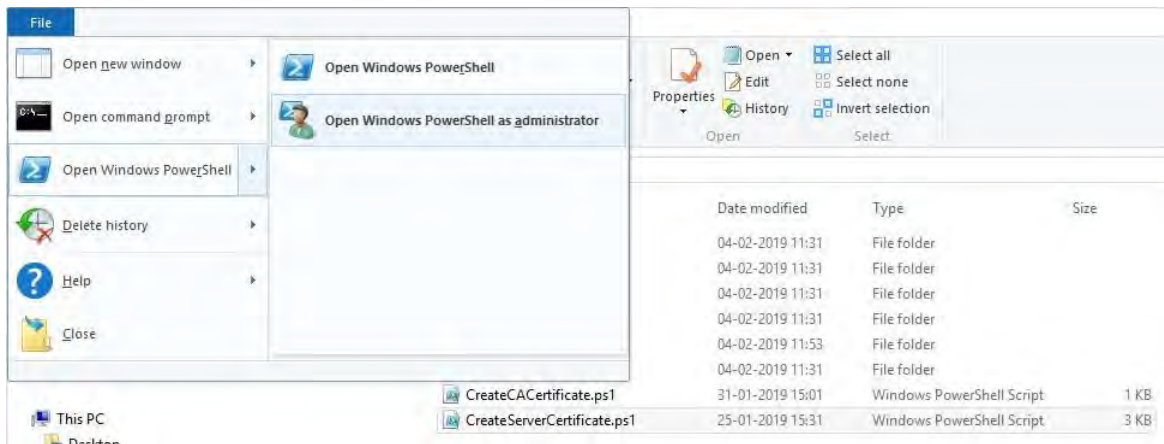 File
Open new window
Open command prompt
Open Windows PowerShell
Delete history
Help
Close
Open Windows PowerShell
Open Windows PowerShell as administrator
Properties
Open
Edit
History
Open
Select all
Select none
Invert selection
Select
Date modified Type Size
04-02-2019 11:31 File folder
04-02-2019 11:31 File folder
04-02-2019 11:31 File folder
04-02-2019 11:31 File folder
04-02-2019 11:53 File folder
04-02-2019 11:31 File folder
CreateCACertificate.ps1 31-01-2019 15:01 Windows PowerShell Script 1 KB
CreateServerCertificate.ps1 25-01-2019 15:31 Windows PowerShell Script 3 KB
This PC
Desktop